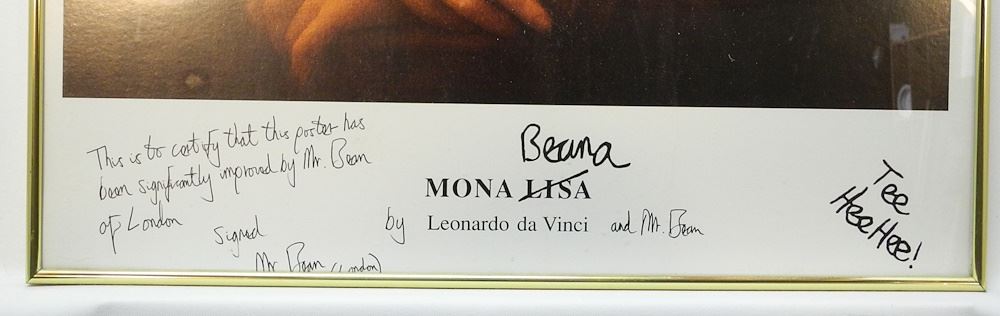 This is to certify that this poster has
been significantly improved by Mr. Bean
of London
signed
Mr Bean (London)
Beana
MONA LISA
by Leonardo da Vinci and Mr. Bean
Tee
Hee Hee!